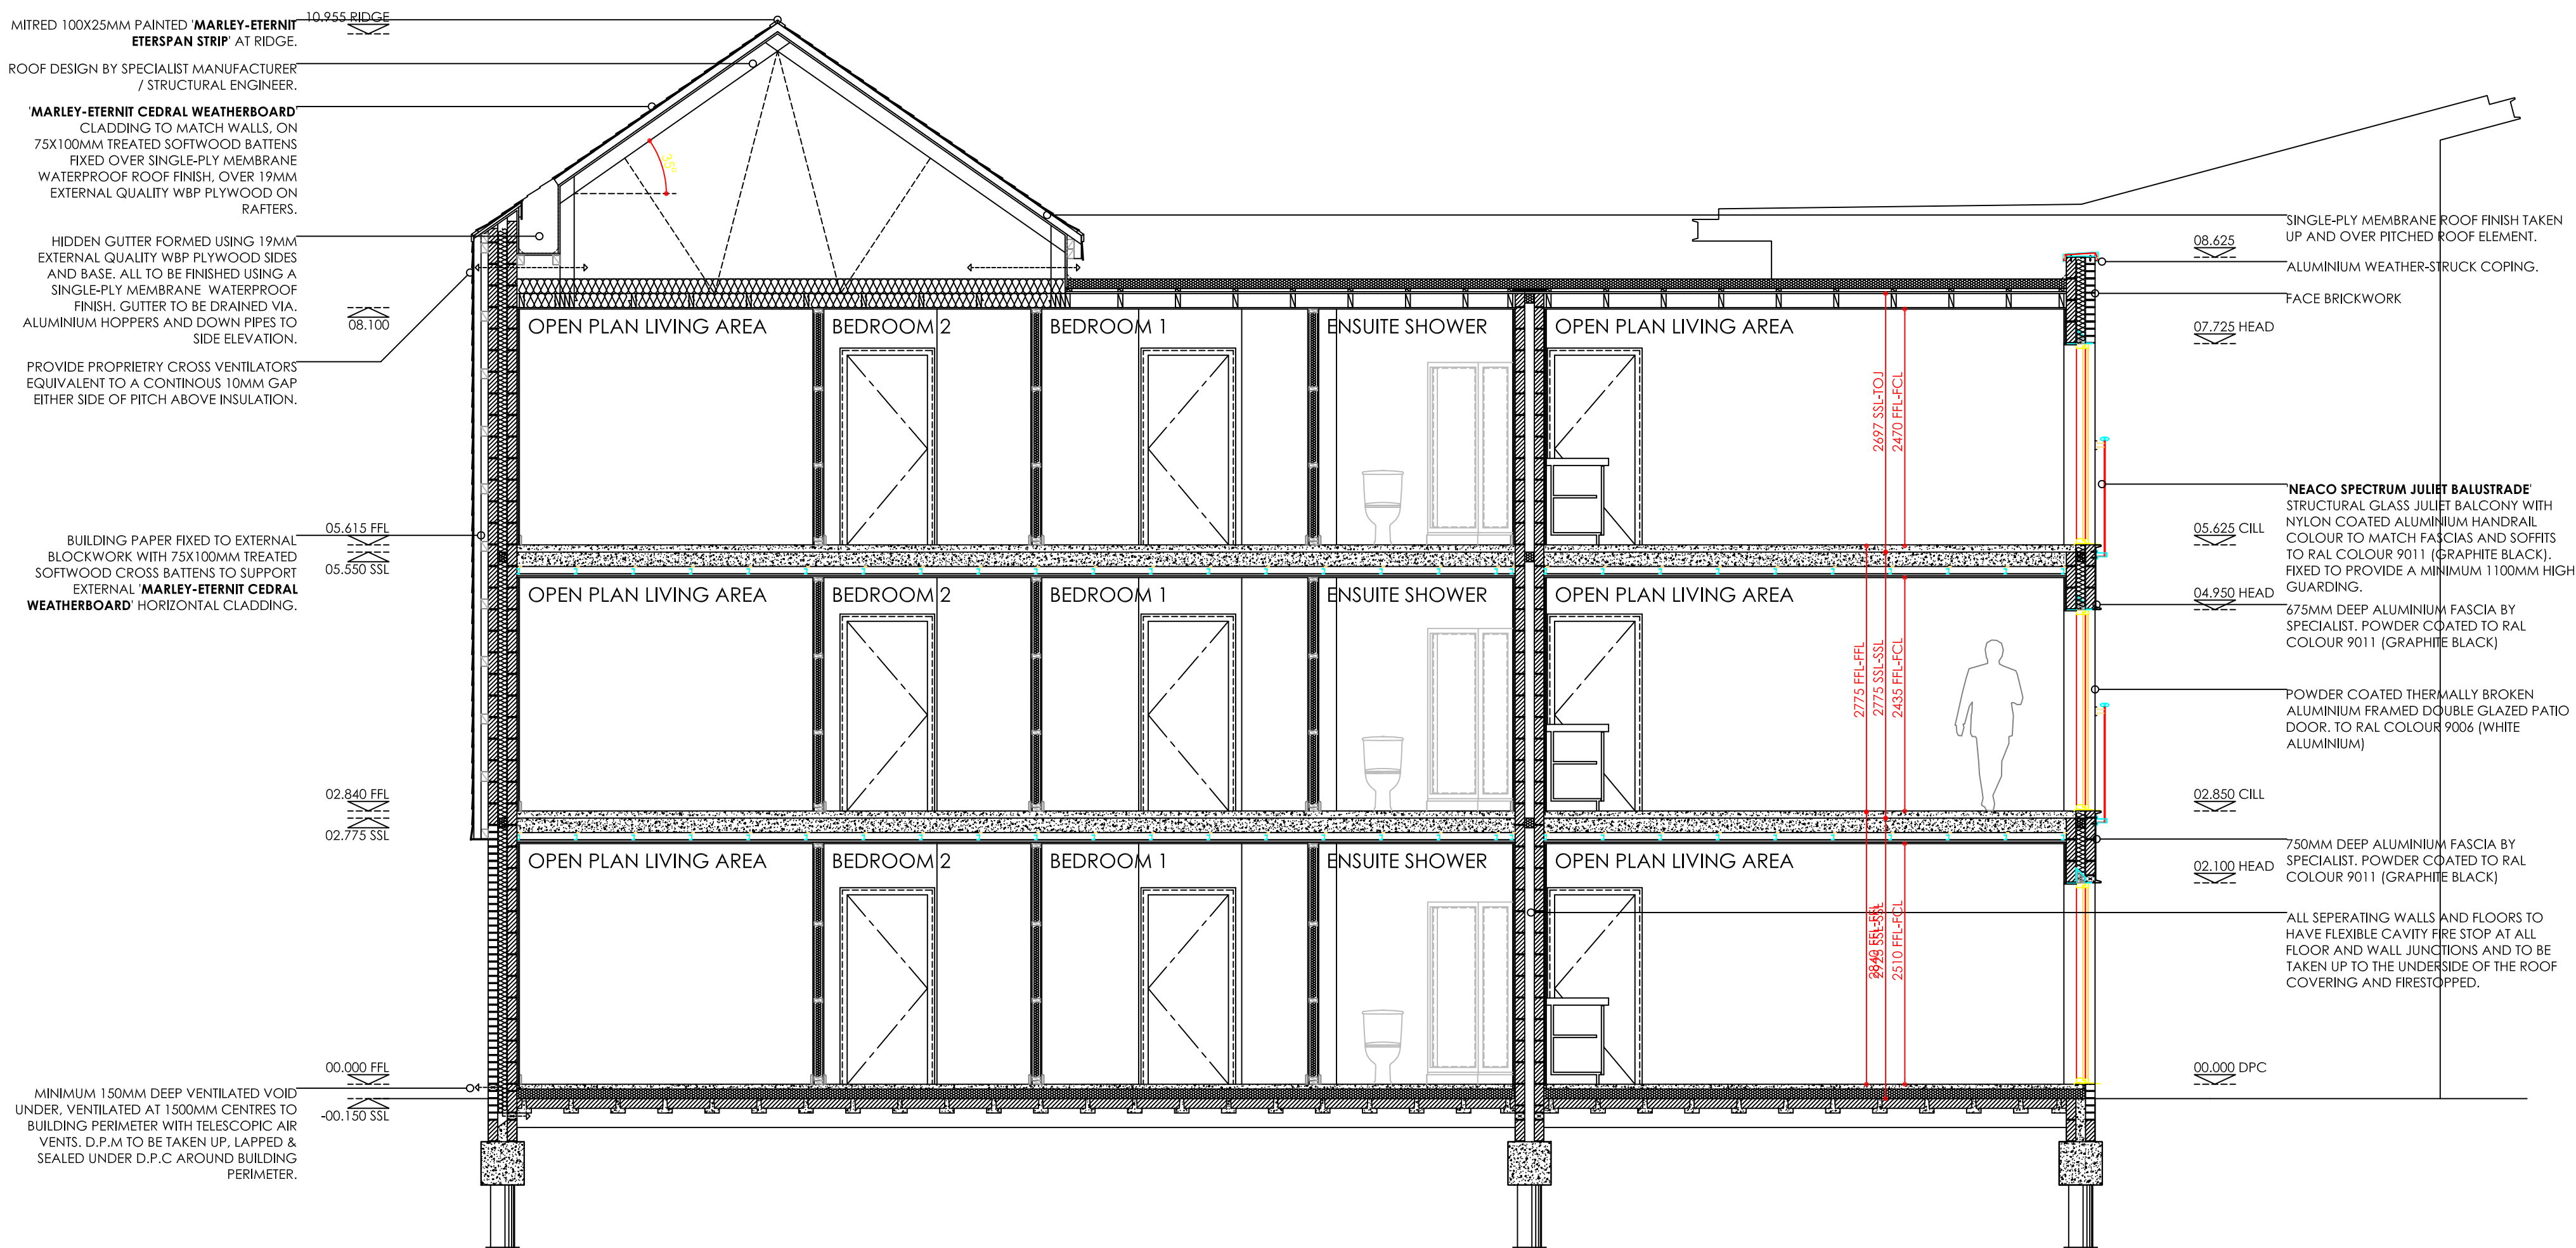 MITRED 100X25MM PAINTED 'MARLEY-ETERNIT
ETERSPAN STRIP' AT RIDGE.
10.955 RIDGE
ROOF DESIGN BY SPECIALIST MANUFACTURER
/ STRUCTURAL ENGINEER.
'MARLEY-ETERNIT CEDRAL WEATHERBOARD'
CLADDING TO MATCH WALLS, ON
75X100MM TREATED SOFTWOOD BATTENS
FIXED OVER SINGLE-PLY MEMBRANE
WATERPROOF ROOF FINISH, OVER 19MM
EXTERNAL QUALITY WBP PLYWOOD ON
RAFTERS.
35°
HIDDEN GUTTER FORMED USING 19MM
EXTERNAL QUALITY WBP PLYWOOD SIDES
AND BASE. ALL TO BE FINISHED USING A
SINGLE-PLY MEMBRANE WATERPROOF
FINISH. GUTTER TO BE DRAINED VIA.
ALUMINIUM HOPPERS AND DOWN PIPES TO
SIDE ELEVATION.
08.100
PROVIDE PROPRIETRY CROSS VENTILATORS
EQUIVALENT TO A CONTINOUS 10MM GAP
EITHER SIDE OF PITCH ABOVE INSULATION.
BUILDING PAPER FIXED TO EXTERNAL
BLOCKWORK WITH 75X100MM TREATED
SOFTWOOD CROSS BATTENS TO SUPPORT
EXTERNAL 'MARLEY-ETERNIT CEDRAL
WEATHERBOARD' HORIZONTAL CLADDING.
05.615 FFL
05.550 SSL
02.840 FFL
02.775 SSL
00.000 FFL
-00.150 SSL
MINIMUM 150MM DEEP VENTILATED VOID
UNDER, VENTILATED AT 1500MM CENTRES TO
BUILDING PERIMETER WITH TELESCOPIC AIR
VENTS. D.P.M TO BE TAKEN UP, LAPPED &
SEALED UNDER D.P.C AROUND BUILDING
PERIMETER.
OPEN PLAN LIVING AREA BEDROOM 2 BEDROOM 1 ENSUITE SHOWER OPEN PLAN LIVING AREA
2697 SSL-TOJ
2470 FFL-FCL
OPEN PLAN LIVING AREA BEDROOM 2 BEDROOM 1 ENSUITE SHOWER OPEN PLAN LIVING AREA
2775 FFL-FFL
2775 SSL-SSL
2435 FFL-FCL
OPEN PLAN LIVING AREA BEDROOM 2 BEDROOM 1 ENSUITE SHOWER OPEN PLAN LIVING AREA
2840 FFL-FFL
2925 SSL-SSL
2510 FFL-FCL
SINGLE-PLY MEMBRANE ROOF FINISH TAKEN
UP AND OVER PITCHED ROOF ELEMENT.
08.625
ALUMINIUM WEATHER-STRUCK COPING.
FACE BRICKWORK
07.725 HEAD
'NEACO SPECTRUM JULIET BALUSTRADE'
STRUCTURAL GLASS JULIET BALCONY WITH
NYLON COATED ALUMINIUM HANDRAIL
COLOUR TO MATCH FASCIAS AND SOFFITS
TO RAL COLOUR 9011 (GRAPHITE BLACK).
FIXED TO PROVIDE A MINIMUM 1100MM HIGH
GUARDING.
05.625 CILL
04.950 HEAD
675MM DEEP ALUMINIUM FASCIA BY
SPECIALIST. POWDER COATED TO RAL
COLOUR 9011 (GRAPHITE BLACK)
POWDER COATED THERMALLY BROKEN
ALUMINIUM FRAMED DOUBLE GLAZED PATIO
DOOR. TO RAL COLOUR 9006 (WHITE
ALUMINIUM)
02.850 CILL
750MM DEEP ALUMINIUM FASCIA BY
SPECIALIST. POWDER COATED TO RAL
COLOUR 9011 (GRAPHITE BLACK)
02.100 HEAD
ALL SEPERATING WALLS AND FLOORS TO
HAVE FLEXIBLE CAVITY FIRE STOP AT ALL
FLOOR AND WALL JUNCTIONS AND TO BE
TAKEN UP TO THE UNDERSIDE OF THE ROOF
COVERING AND FIRESTOPPED.
00.000 DPC